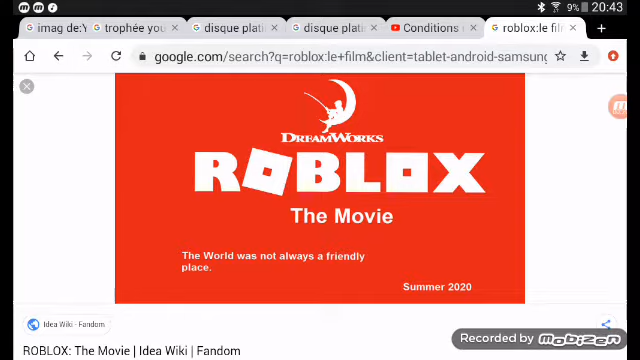 9% 20:43
imag de:Y
trophée you
disque plati
disque plati
Conditions e
roblox:le film
google.com/search?q=roblox:le+film&client=tablet-android-samsung
DREAMWORKS
ROBLOX
The Movie
The World was not always a friendly
place.
Summer 2020
Idea Wiki - Fandom
Recorded by mobizen
ROBLOX: The Movie | Idea Wiki | Fandom